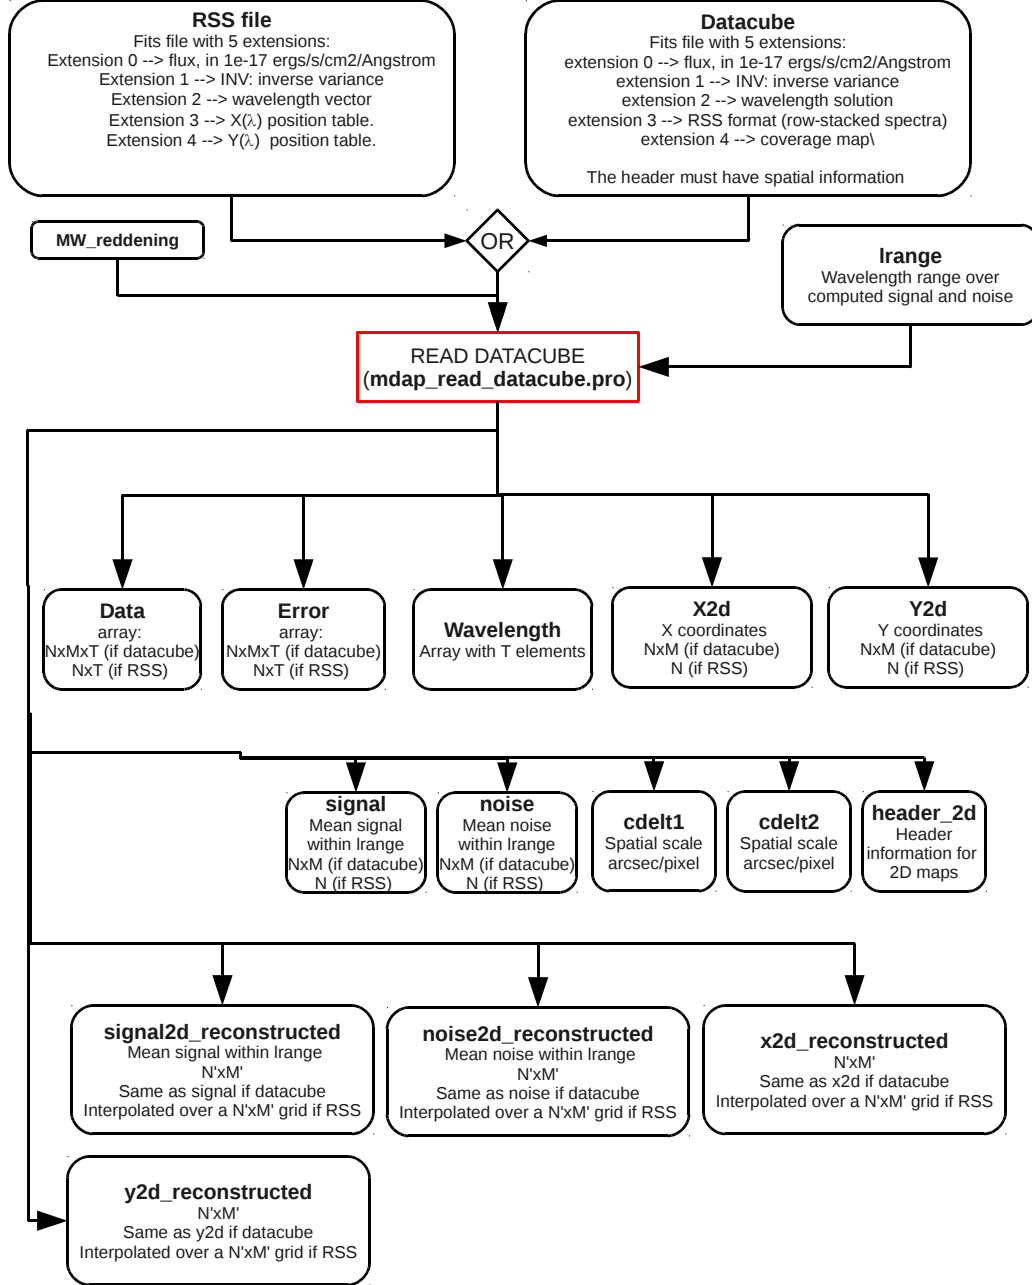 RSS file
Fits file with 5 extensions:
Extension 0 --> flux, in 1e-17 ergs/s/cm2/Angstrom
Extension 1 --> INV: inverse variance
Extension 2 --> wavelength vector
Extension 3 --> X(λ) position table.
Extension 4 --> Y(λ)  position table.
Datacube
Fits file with 5 extensions:
extension 0 --> flux, in 1e-17 ergs/s/cm2/Angstrom
extension 1 --> INV: inverse variance
extension 2 --> wavelength solution
extension 3 --> RSS format (row-stacked spectra)
extension 4 --> coverage map\
The header must have spatial information
MW_reddening
OR
lrange
Wavelength range over
computed signal and noise
READ DATACUBE
(mdap_read_datacube.pro)
Data
array:
NxMxT (if datacube)
NxT (if RSS)
Error
array:
NxMxT (if datacube)
NxT (if RSS)
Wavelength
Array with T elements
X2d
X coordinates
NxM (if datacube)
N (if RSS)
Y2d
Y coordinates
NxM (if datacube)
N (if RSS)
signal
Mean signal
within lrange
NxM (if datacube)
N (if RSS)
noise
Mean noise
within lrange
NxM (if datacube)
N (if RSS)
cdelt1
Spatial scale
arcsec/pixel
cdelt2
Spatial scale
arcsec/pixel
header_2d
Header
information for
2D maps
signal2d_reconstructed
Mean signal within lrange
N'xM'
Same as signal if datacube
Interpolated over a N'xM' grid if RSS
noise2d_reconstructed
Mean noise within lrange
N'xM'
Same as noise if datacube
Interpolated over a N'xM' grid if RSS
x2d_reconstructed
N'xM'
Same as x2d if datacube
Interpolated over a N'xM' grid if RSS
y2d_reconstructed
N'xM'
Same as y2d if datacube
Interpolated over a N'xM' grid if RSS